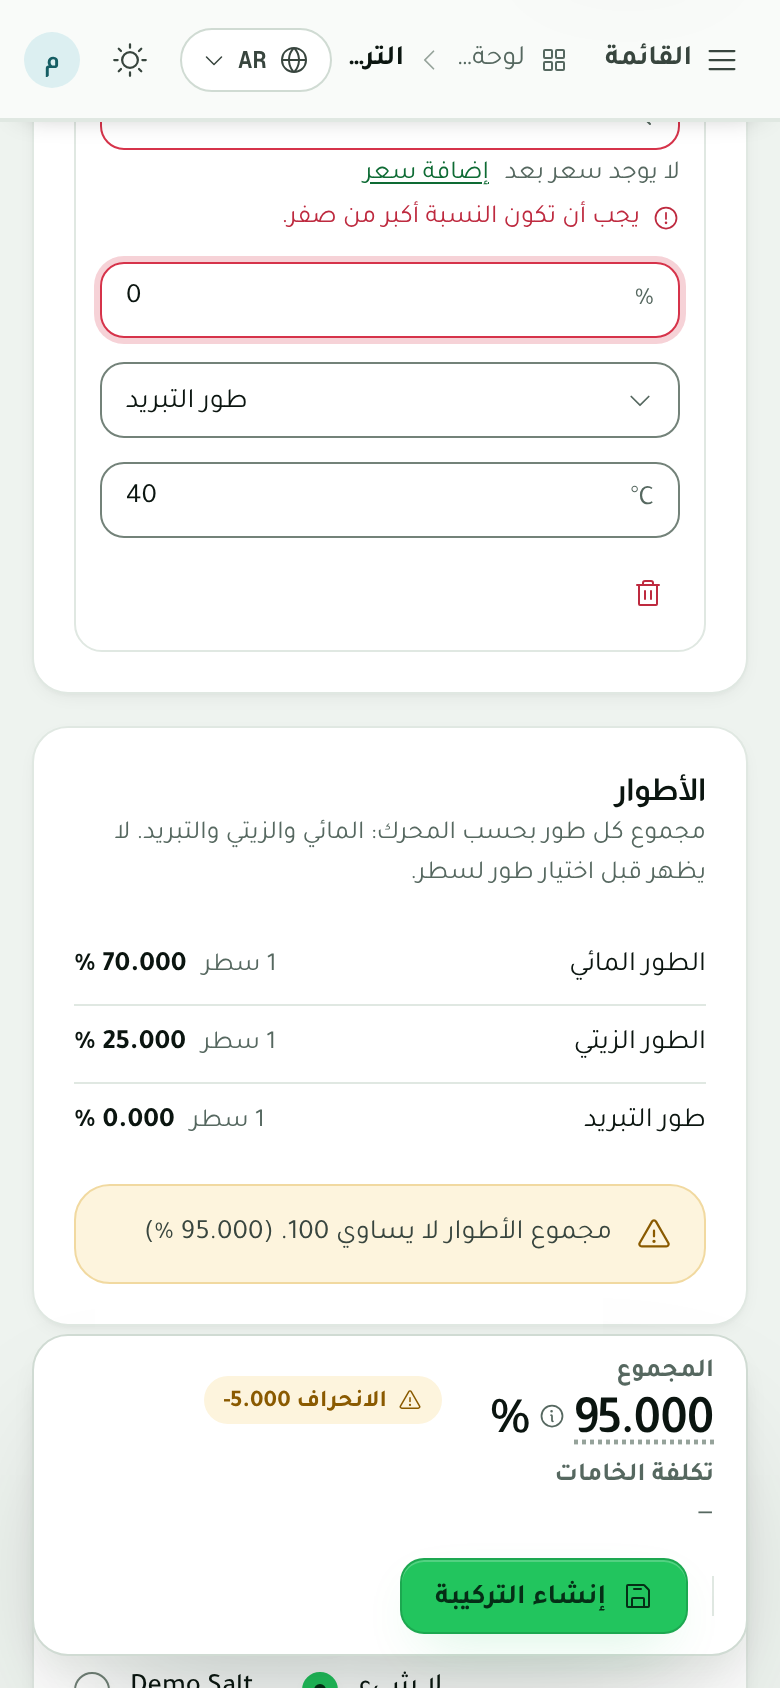 القائمة
لوحة...
التر...
AR
م
لا يوجد سعر بعد إضافة سعر
يجب أن تكون النسبة أكبر من صفر.
0 %
طور التبريد
40 °C
الأطوار
مجموع كل طور بحسب المحرك: المائي والزيتي والتبريد. لا
يظهر قبل اختيار طور لسطر.
الطور المائي 1 سطر 70.000 %
الطور الزيتي 1 سطر 25.000 %
طور التبريد 1 سطر 0.000 %
مجموع الأطوار لا يساوي 100. (95.000 %)
المجموع
95.000 %
الانحراف 5.000-
تكلفة الخامات
—
إنشاء التركيبة
لا شيء
Demo Salt